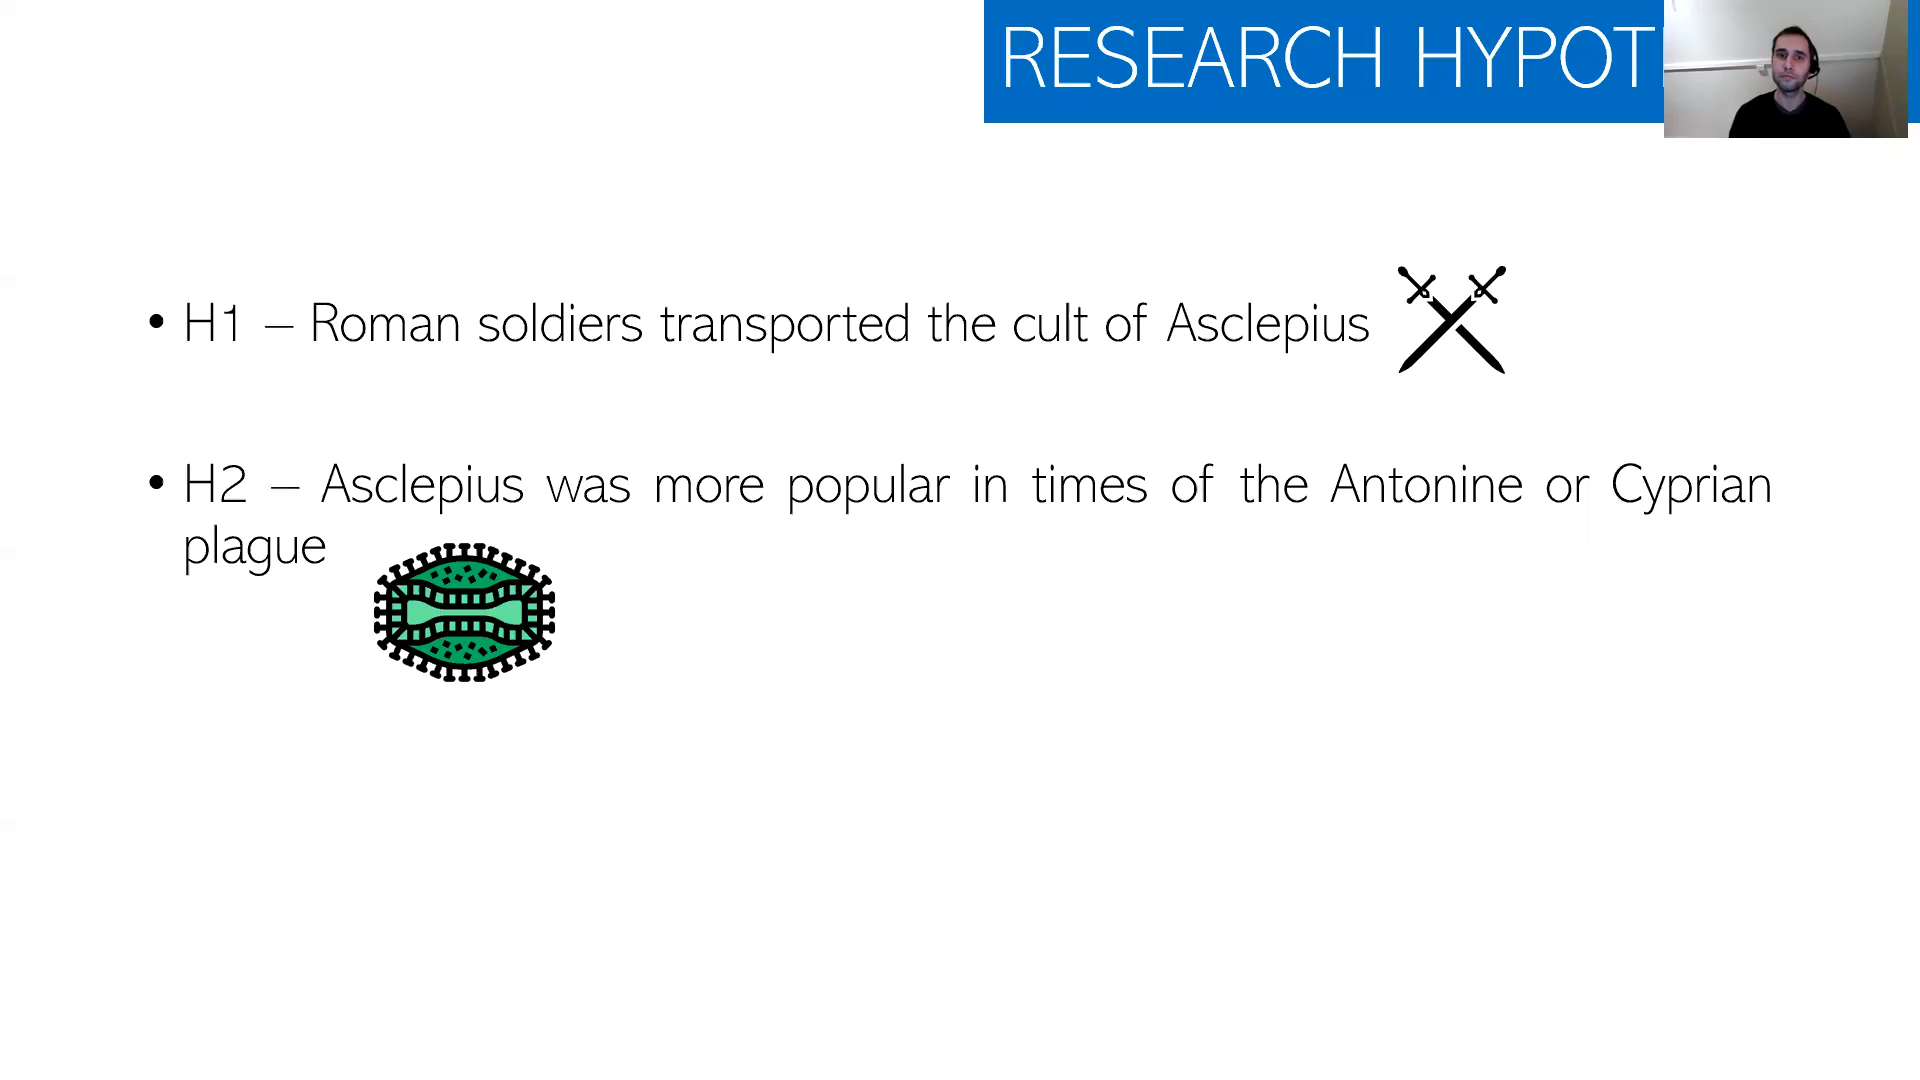 RESEARCH HYPOT
• H1 – Roman soldiers transported the cult of Asclepius
• H2 – Asclepius was more popular in times of the Antonine or Cyprian
plague